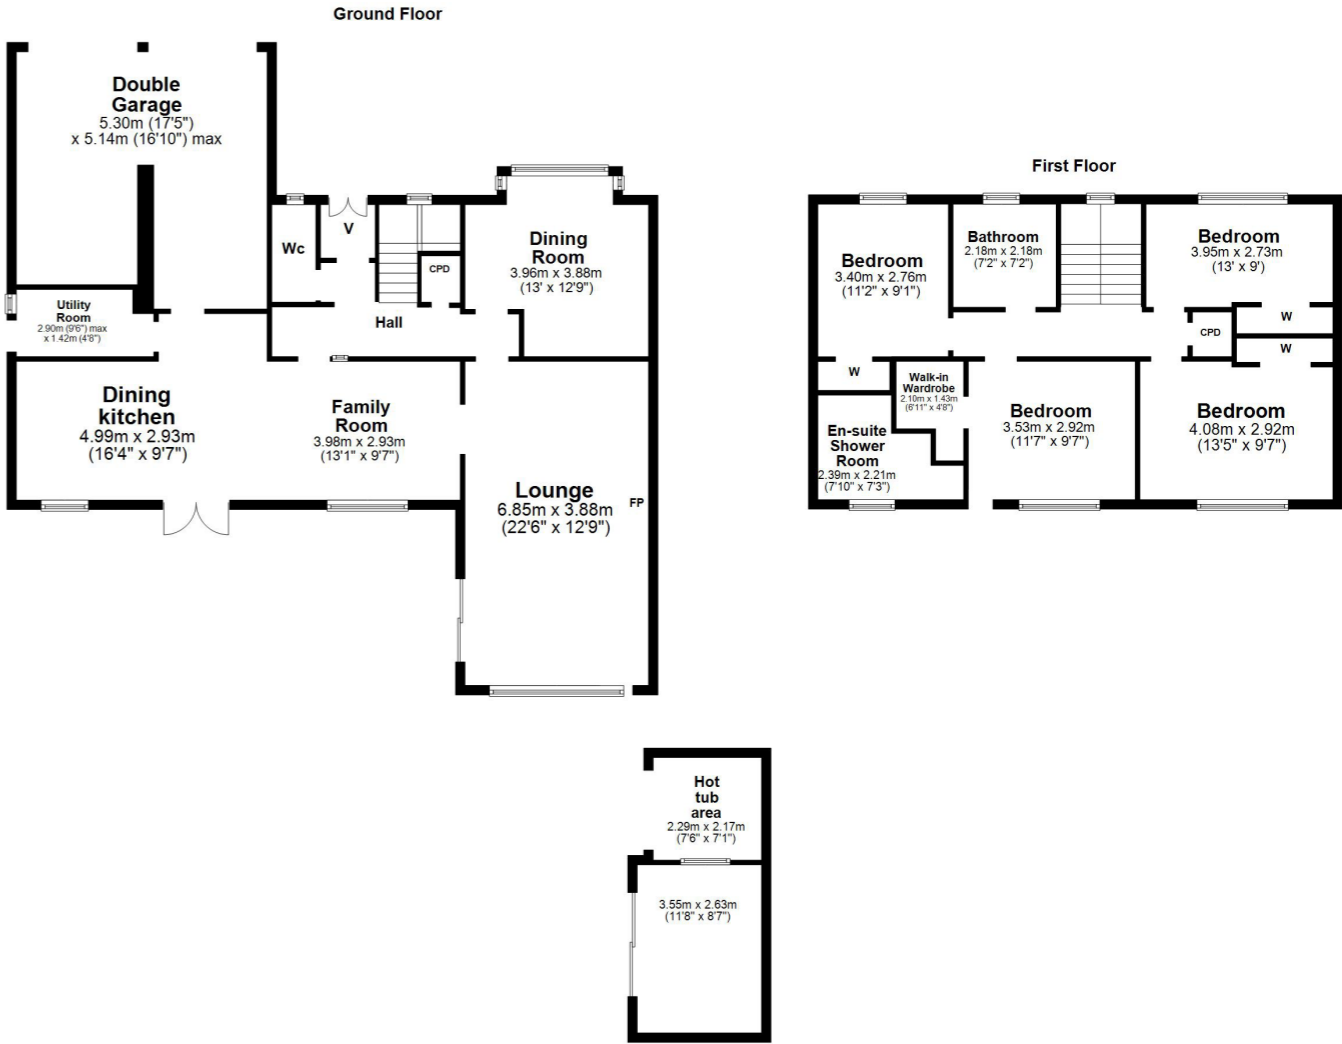 Ground Floor
Double
Garage
5.30m (17'5")
x 5.14m (16'10") max
Wc
V
CPD
Hall
Dining
Room
3.96m x 3.88m
(13' x 12'9")
Utility
Room
2.90m (9'6") max
x 1.42m (4'8")
Dining
kitchen
4.99m x 2.93m
(16'4" x 9'7")
Family
Room
3.98m x 2.93m
(13'1" x 9'7")
Lounge
6.85m x 3.88m
(22'6" x 12'9")
FP
First Floor
Bedroom
3.40m x 2.76m
(11'2" x 9'1")
Bathroom
2.18m x 2.18m
(7'2" x 7'2")
Bedroom
3.95m x 2.73m
(13' x 9')
W
CPD
W
W
Walk-in
Wardrobe
2.10m x 1.43m
(6'11" x 4'8")
En-suite
Shower
Room
2.39m x 2.21m
(7'10" x 7'3")
Bedroom
3.53m x 2.92m
(11'7" x 9'7")
Bedroom
4.08m x 2.92m
(13'5" x 9'7")
Hot
tub
area
2.29m x 2.17m
(7'6" x 7'1")
3.55m x 2.63m
(11'8" x 8'7")